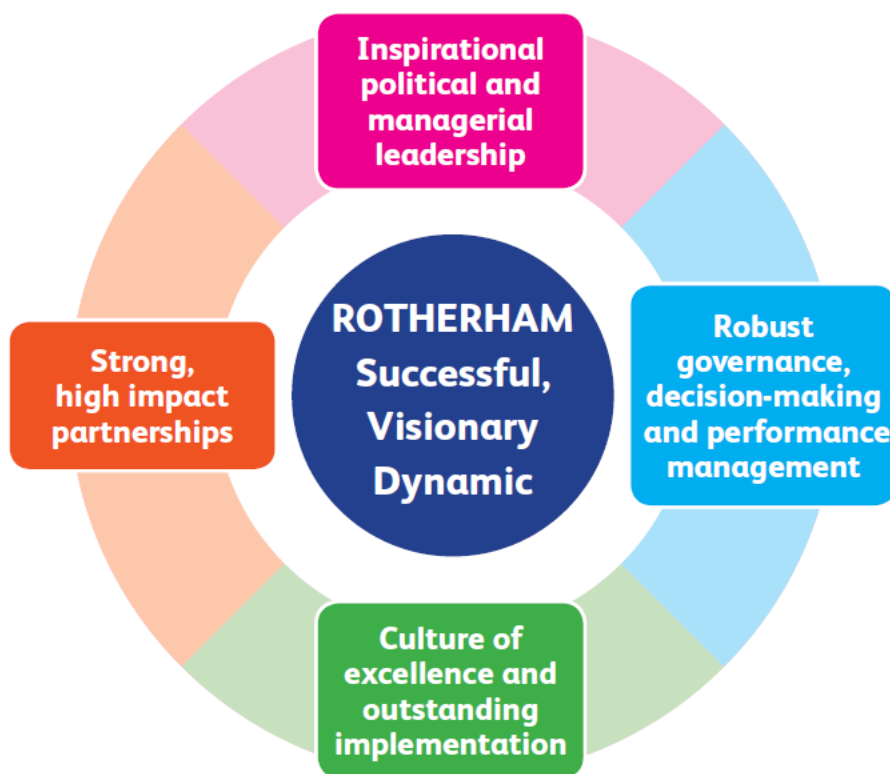 Inspirational
political and
managerial
leadership
ROTHERHAM
Successful,
Visionary
Dynamic
Strong,
high impact
partnerships
Robust
governance,
decision-making
and performance
management
Culture of
excellence and
outstanding
implementation